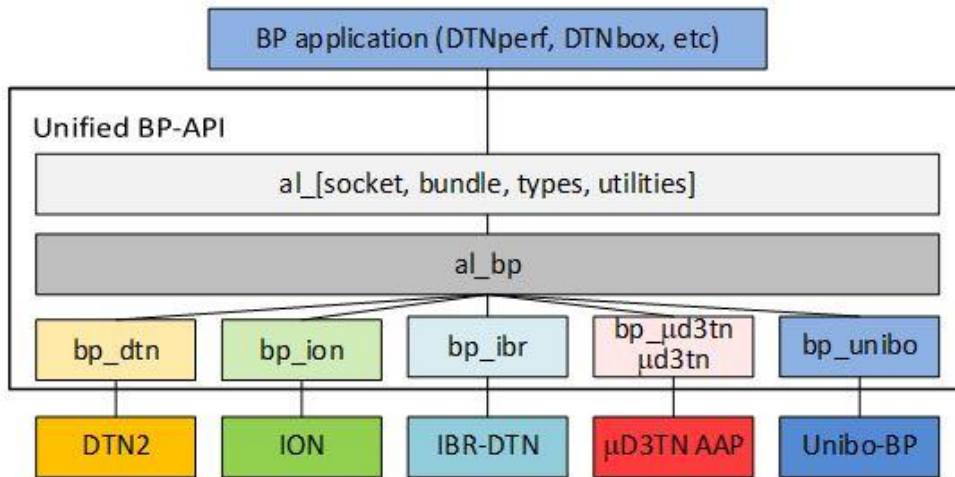 BP application (DTNperf, DTNbox, etc)
Unified BP-API
al_[socket, bundle, types, utilities]
al_bp
bp_dtn
bp_ion
bp_ibr
bp_μd3tn
μd3tn
bp_unibo
DTN2
ION
IBR-DTN
μD3TN AAP
Unibo-BP